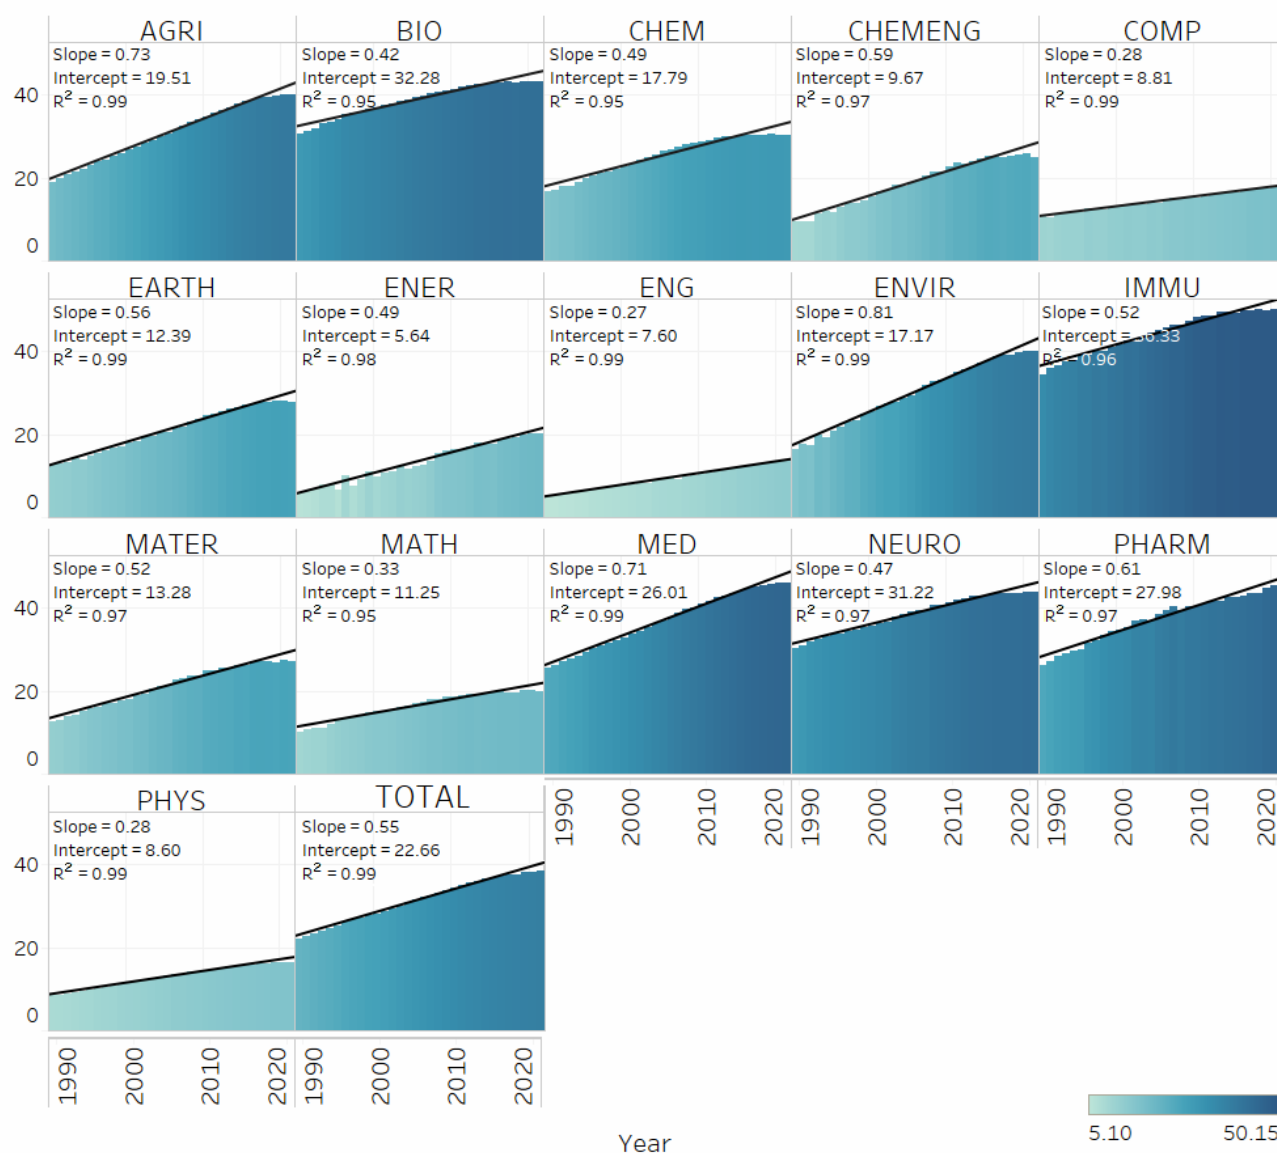 AGRI BIO CHEM CHEMENG COMP
Slope = 0.73 Slope = 0.42 Slope = 0.49 Slope = 0.59 Slope = 0.28
Intercept = 19.51 Intercept = 32.28 Intercept = 17.79 Intercept = 9.67 Intercept = 8.81
R² = 0.99 R² = 0.95 R² = 0.95 R² = 0.97 R² = 0.99
40
20
0
EARTH ENER ENG ENVIR IMMU
Slope = 0.56 Slope = 0.49 Slope = 0.27 Slope = 0.81 Slope = 0.52
Intercept = 12.39 Intercept = 5.64 Intercept = 7.60 Intercept = 17.17 Intercept = 36.33
R² = 0.99 R² = 0.98 R² = 0.99 R² = 0.99 R² = 0.96
40
20
0
MATER MATH MED NEURO PHARM
Slope = 0.52 Slope = 0.33 Slope = 0.71 Slope = 0.47 Slope = 0.61
Intercept = 13.28 Intercept = 11.25 Intercept = 26.01 Intercept = 31.22 Intercept = 27.98
R² = 0.97 R² = 0.95 R² = 0.99 R² = 0.97 R² = 0.97
40
20
0
1990 2000 2010 2020 1990 2000 2010 2020 1990 2000 2010 2020
PHYS TOTAL
Slope = 0.28 Slope = 0.55
Intercept = 8.60 Intercept = 22.66
R² = 0.99 R² = 0.99
40
20
0
1990 2000 2010 2020 1990 2000 2010 2020
5.10 50.15
Year